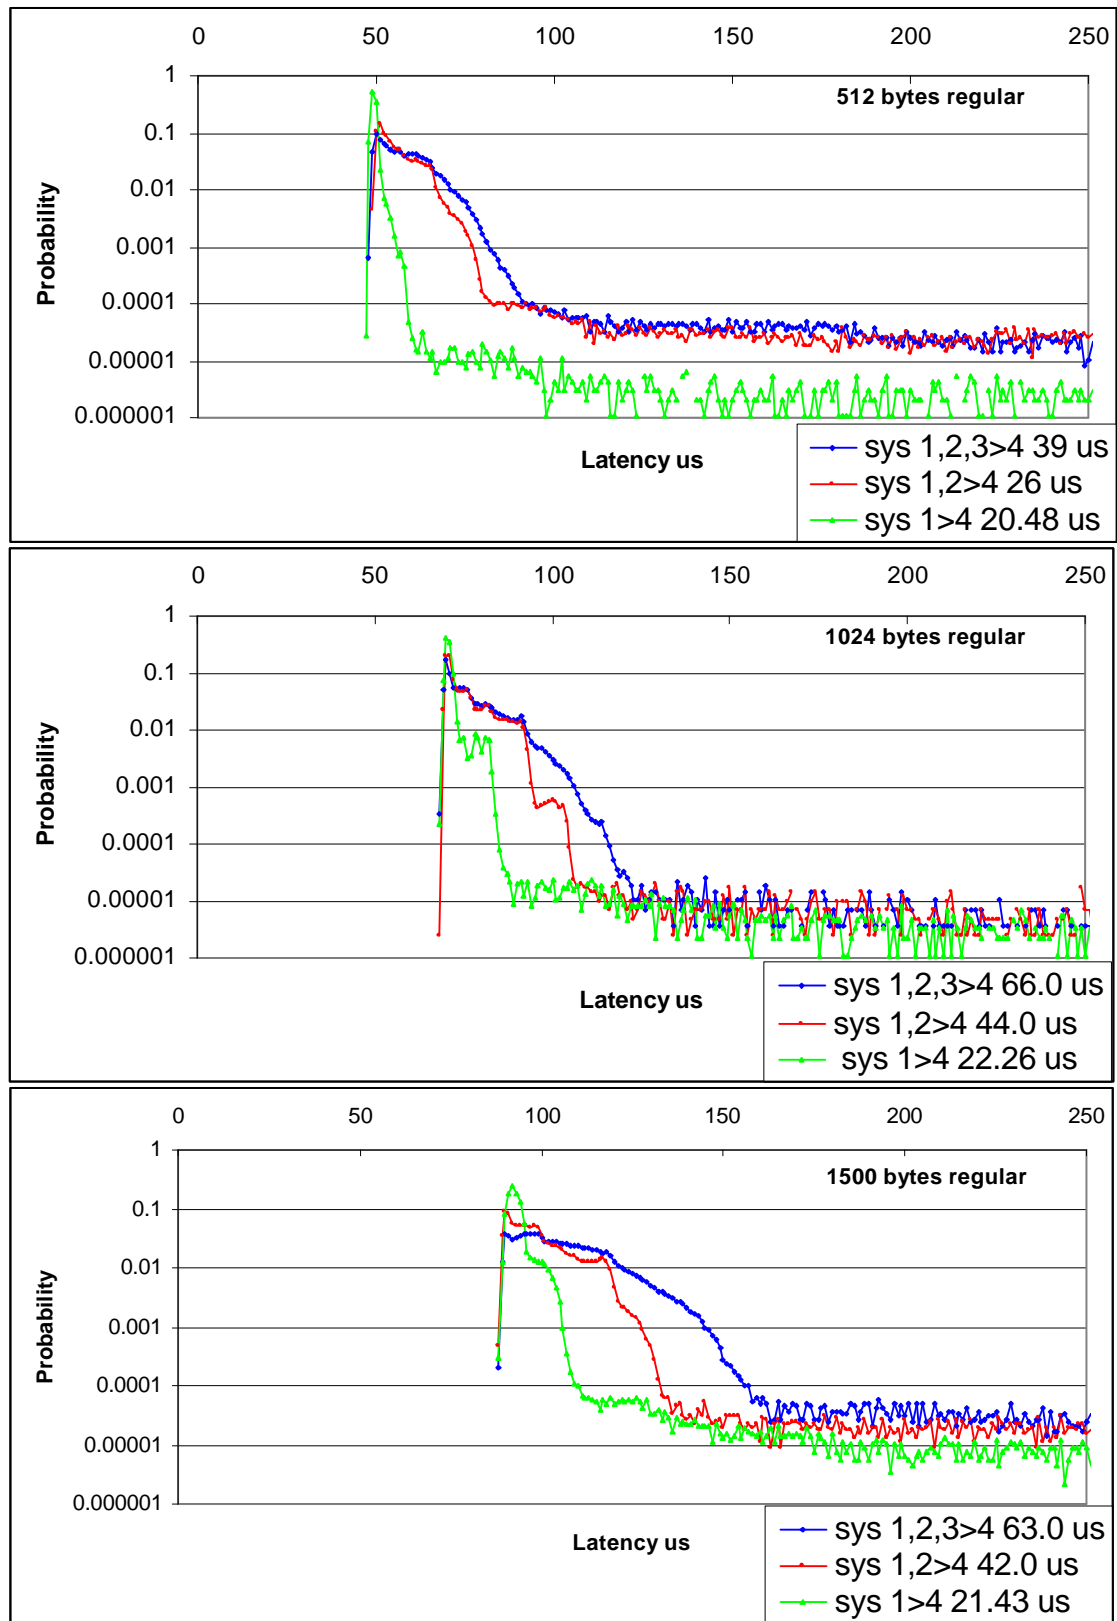 0 50 100 150 200 250
1
512 bytes regular
0.1
0.01
0.001
0.0001
0.00001
0.000001
Probability
Latency us
sys 1,2,3>4 39 us
sys 1,2>4 26 us
sys 1>4 20.48 us
0 50 100 150 200 250
1
1024 bytes regular
0.1
0.01
0.001
0.0001
0.00001
0.000001
Probability
Latency us
sys 1,2,3>4 66.0 us
sys 1,2>4 44.0 us
sys 1>4 22.26 us
0 50 100 150 200 250
1
1500 bytes regular
0.1
0.01
0.001
0.0001
0.00001
0.000001
Probability
Latency us
sys 1,2,3>4 63.0 us
sys 1,2>4 42.0 us
sys 1>4 21.43 us